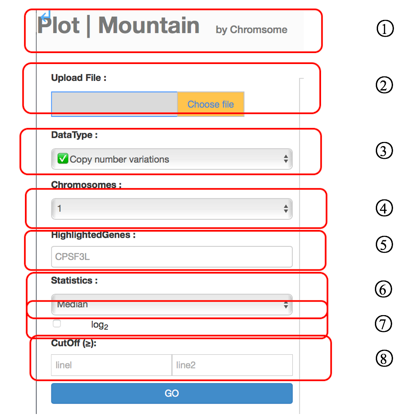 Plot | Mountain by Chromsome ①
Upload File : ②
Choose file
DataType : ③
Copy number variations
Chromosomes :
1 ④
HighlightedGenes : ⑤
CPSF3L
Statistics : ⑥
Median
log2 ⑦
CutOff (≥): ⑧
line1 line2
GO